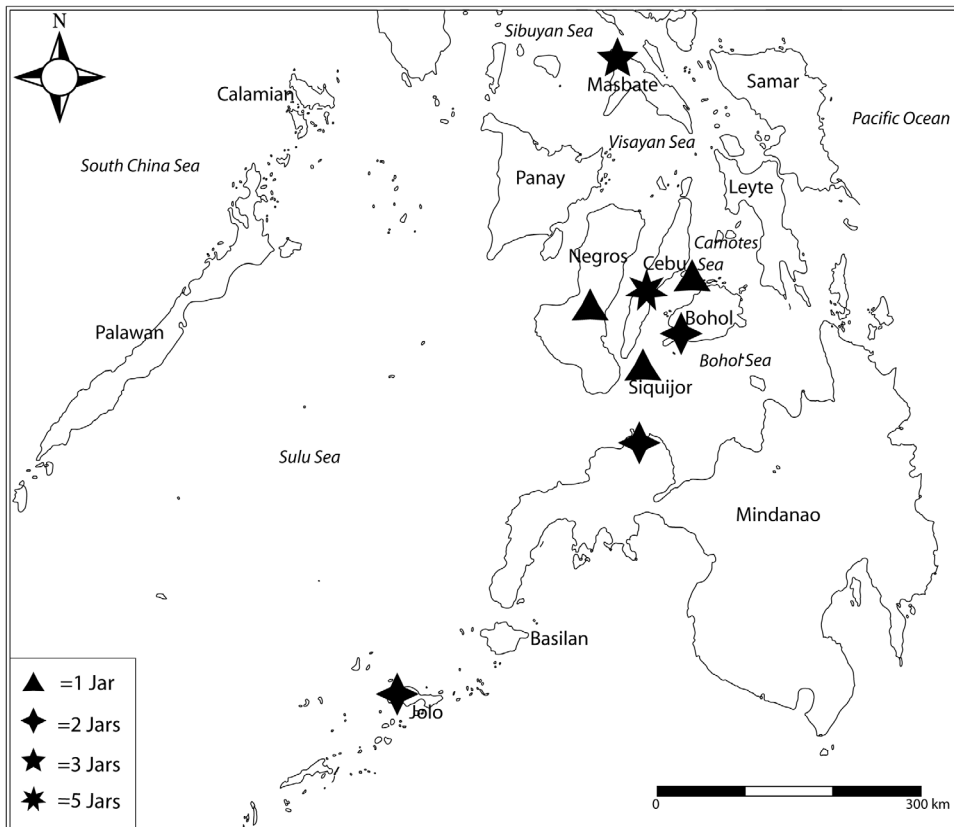 N
Sibuyan Sea
Masbate
Samar
Calamian
Pacific Ocean
Visayan Sea
South China Sea
Panay
Leyte
Camotes
Sea
Negros
Cebu
Bohol
Palawan
Bohol Sea
Siquijor
Sulu Sea
Mindanao
Basilan
Jolo
=1 Jar
=2 Jars
=3 Jars
=5 Jars
0
300 km